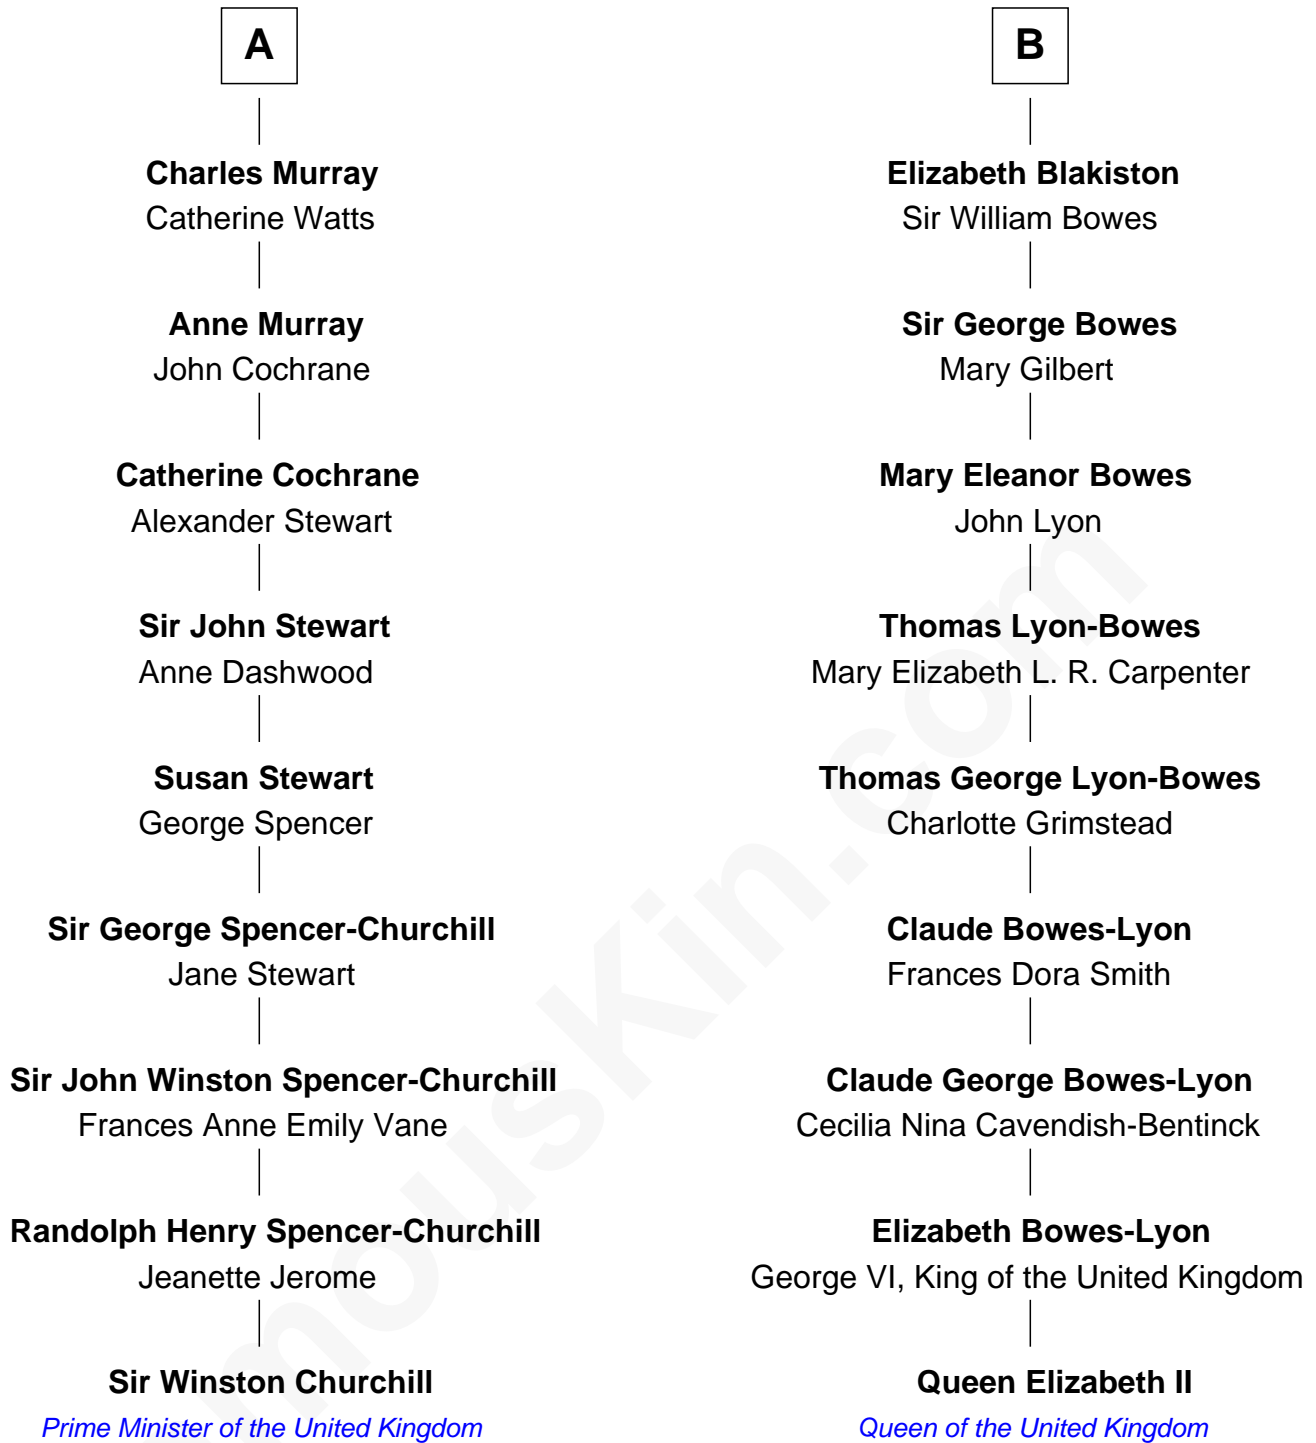 A
Charles Murray
Catherine Watts
Anne Murray
John Cochrane
Catherine Cochrane
Alexander Stewart
Sir John Stewart
Anne Dashwood
Susan Stewart
George Spencer
Sir George Spencer-Churchill
Jane Stewart
Sir John Winston Spencer-Churchill
Frances Anne Emily Vane
Randolph Henry Spencer-Churchill
Jeanette Jerome
Sir Winston Churchill
Prime Minister of the United Kingdom
B
Elizabeth Blakiston
Sir William Bowes
Sir George Bowes
Mary Gilbert
Mary Eleanor Bowes
John Lyon
Thomas Lyon-Bowes
Mary Elizabeth L. R. Carpenter
Thomas George Lyon-Bowes
Charlotte Grimstead
Claude Bowes-Lyon
Frances Dora Smith
Claude George Bowes-Lyon
Cecilia Nina Cavendish-Bentinck
Elizabeth Bowes-Lyon
George VI, King of the United Kingdom
Queen Elizabeth II
Queen of the United Kingdom
mousKin.com